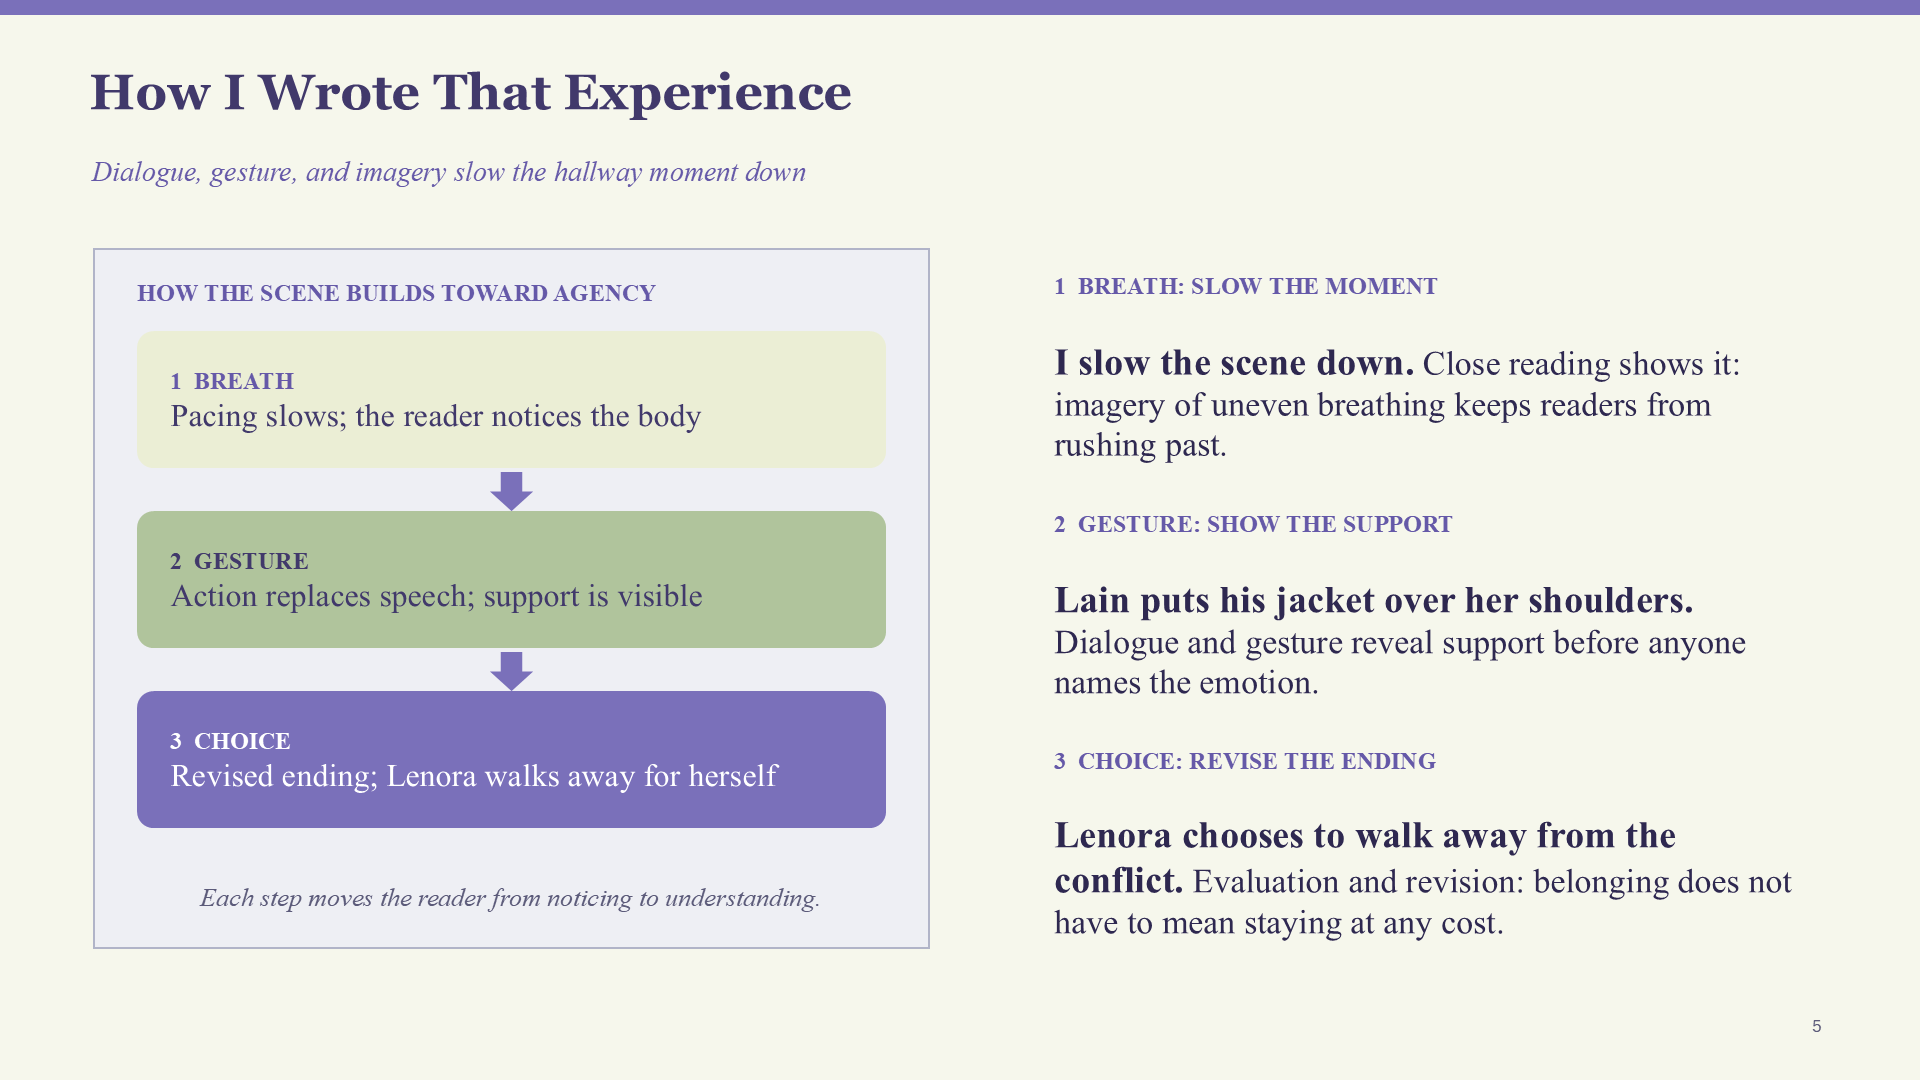 How I Wrote That Experience
Dialogue, gesture, and imagery slow the hallway moment down
HOW THE SCENE BUILDS TOWARD AGENCY
1 BREATH
Pacing slows; the reader notices the body
2 GESTURE
Action replaces speech; support is visible
3 CHOICE
Revised ending; Lenora walks away for herself
Each step moves the reader from noticing to understanding.
1 BREATH: SLOW THE MOMENT
I slow the scene down. Close reading shows it:
imagery of uneven breathing keeps readers from
rushing past.
2 GESTURE: SHOW THE SUPPORT
Lain puts his jacket over her shoulders.
Dialogue and gesture reveal support before anyone
names the emotion.
3 CHOICE: REVISE THE ENDING
Lenora chooses to walk away from the
conflict. Evaluation and revision: belonging does not
have to mean staying at any cost.
5